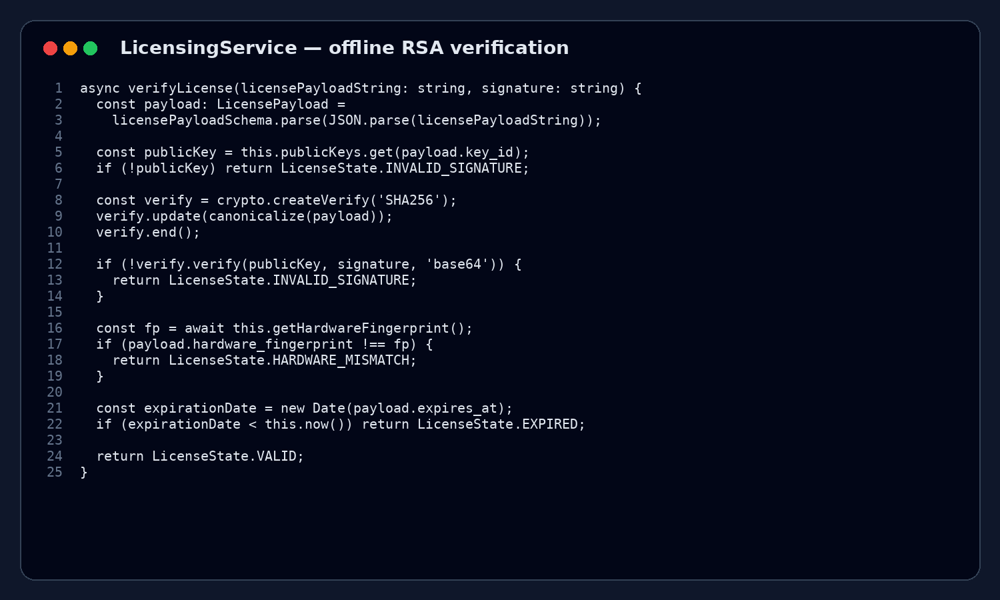 LicensingService — offline RSA verification
1 async verifyLicense(licensePayloadString: string, signature: string) {
2   const payload: LicensePayload =
3     licensePayloadSchema.parse(JSON.parse(licensePayloadString));
4
5   const publicKey = this.publicKeys.get(payload.key_id);
6   if (!publicKey) return LicenseState.INVALID_SIGNATURE;
7
8   const verify = crypto.createVerify('SHA256');
9   verify.update(canonicalize(payload));
10   verify.end();
11
12   if (!verify.verify(publicKey, signature, 'base64')) {
13     return LicenseState.INVALID_SIGNATURE;
14   }
15
16   const fp = await this.getHardwareFingerprint();
17   if (payload.hardware_fingerprint !== fp) {
18     return LicenseState.HARDWARE_MISMATCH;
19   }
20
21   const expirationDate = new Date(payload.expires_at);
22   if (expirationDate < this.now()) return LicenseState.EXPIRED;
23
24   return LicenseState.VALID;
25 }